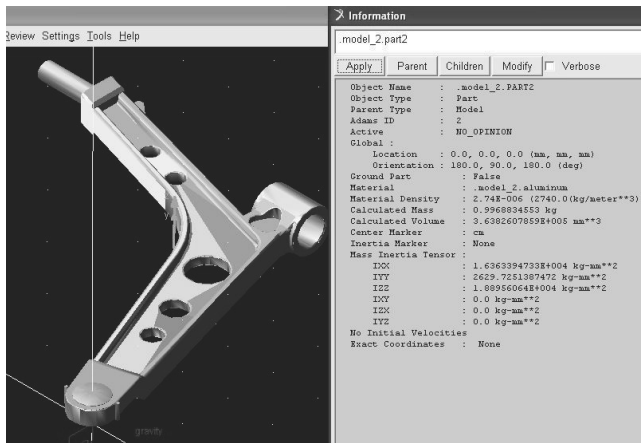 Review Settings Tools Help
gravity
Information
.model_2.part2
Apply Parent Children Modify Verbose
Object Name : .model_2.PART2
Object Type : Part
Parent Type : Model
Adams ID : 2
Active : NO_OPINION
Global :
Location : 0.0, 0.0, 0.0 (mm, mm, mm)
Orientation : 180.0, 90.0, 180.0 (deg)
Ground Part : False
Material : .model_2.aluminum
Material Density : 2.74E-006 (2740.0(kg/meter**3)
Calculated Mass : 0.9968834553 kg
Calculated Volume : 3.6382607859E+005 mm**3
Center Marker : cm
Inertia Marker : None
Mass Inertia Tensor :
IXX : 1.6363394733E+004 kg-mm**2
IYY : 2629.7251387472 kg-mm**2
IZZ : 1.88956064E+004 kg-mm**2
IXY : 0.0 kg-mm**2
IZX : 0.0 kg-mm**2
IYZ : 0.0 kg-mm**2
No Initial Velocities
Exact Coordinates : None